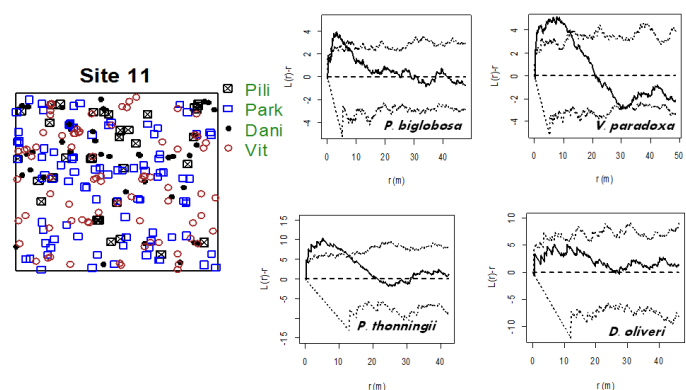 Site 11
Pili
Park
Dani
Vit
L(r)-r
4
2
0
-2
-4
P. biglobosa
0 10 20 30 40
r (m)
L(r)-r
4
2
0
-2
-4
V. paradoxa
0 10 20 30 40 50
r (m)
L(r)-r
15
10
5
0
-5
-15
P. thonningii
0 10 20 30 40
r (m)
L(r)-r
5
0
-5
-10
D. oliveri
0 10 20 30 40
r (m)